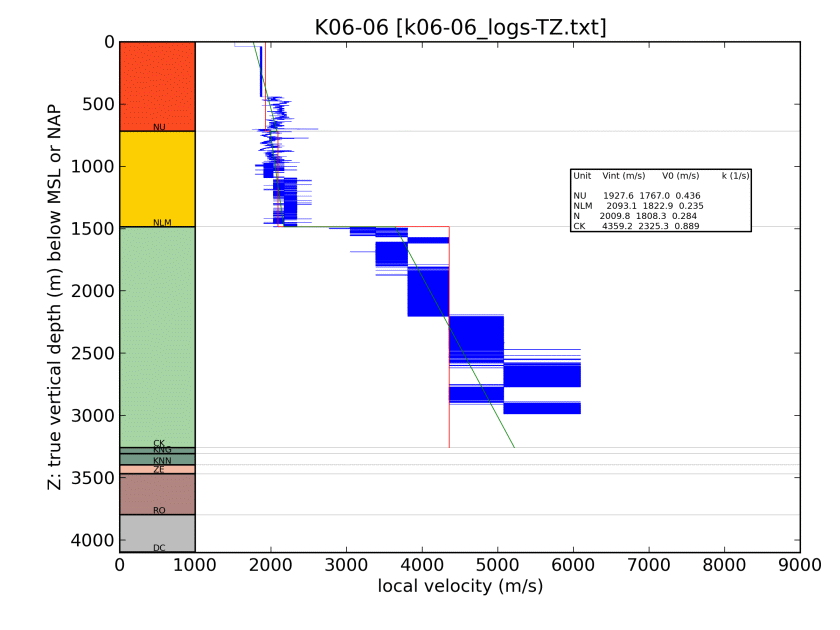 K06-06 [k06-06_logs-TZ.txt]
0
500
1000
1500
2000
2500
3000
3500
4000
Z: true vertical depth (m) below MSL or NAP
NU
NLM
CK
KNG
KNN
ZE
RO
DC
Unit Vint (m/s) V0 (m/s) k (1/s)
NU 1927.6 1767.0 0.436
NLM 2093.1 1822.9 0.235
N 2009.8 1808.3 0.284
CK 4359.2 2325.3 0.889
0 1000 2000 3000 4000 5000 6000 7000 8000 9000
local velocity (m/s)